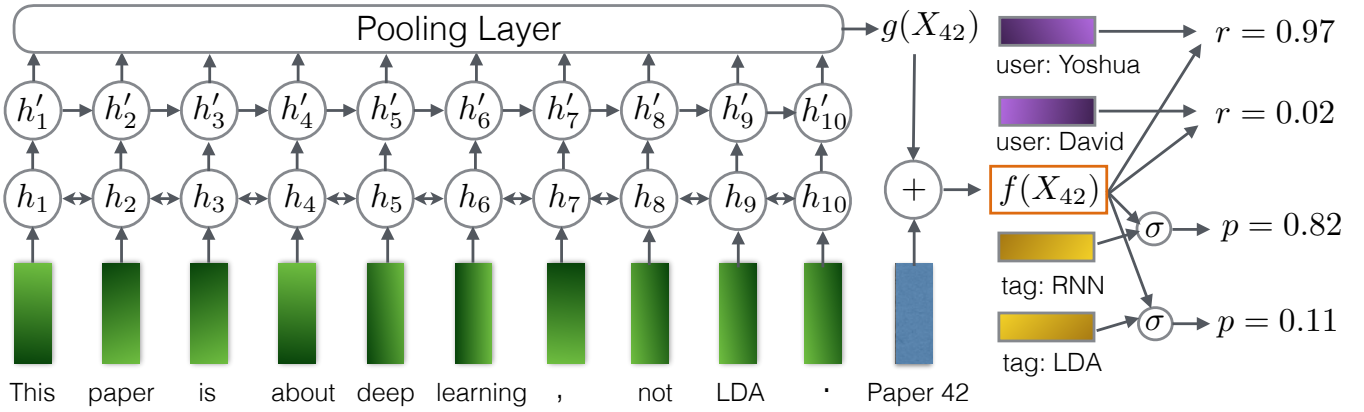 Pooling Layer
g(X₄₂)
h′₁ h′₂ h′₃ h′₄ h′₅ h′₆ h′₇ h′₈ h′₉ h′₁₀
h₁ h₂ h₃ h₄ h₅ h₆ h₇ h₈ h₉ h₁₀
This paper is about deep learning , not LDA .
+
Paper 42
f(X₄₂)
user: Yoshua
r = 0.97
user: David
r = 0.02
tag: RNN
σ
p = 0.82
tag: LDA
σ
p = 0.11